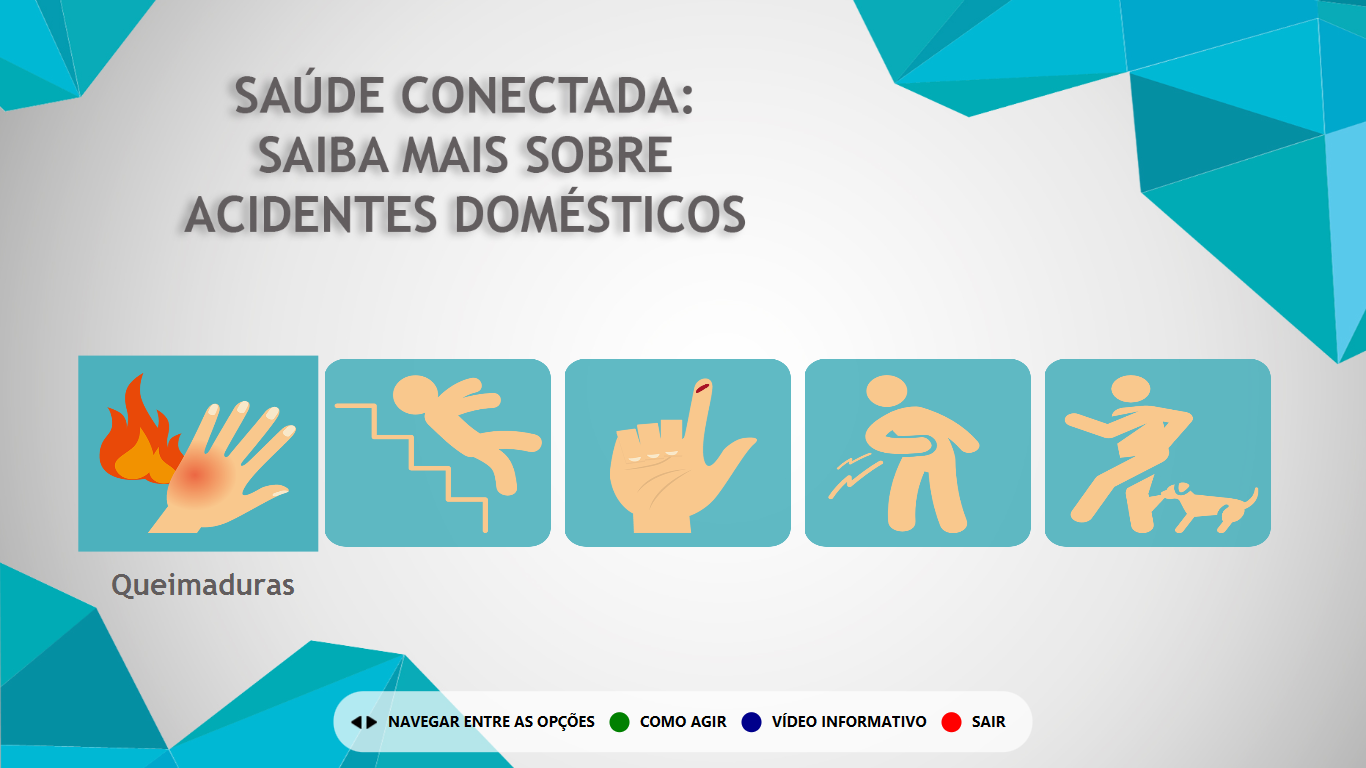 SAÚDE CONECTADA:
SAIBA MAIS SOBRE
ACIDENTES DOMÉSTICOS
Queimaduras
NAVEGAR ENTRE AS OPÇÕES COMO AGIR VÍDEO INFORMATIVO SAIR